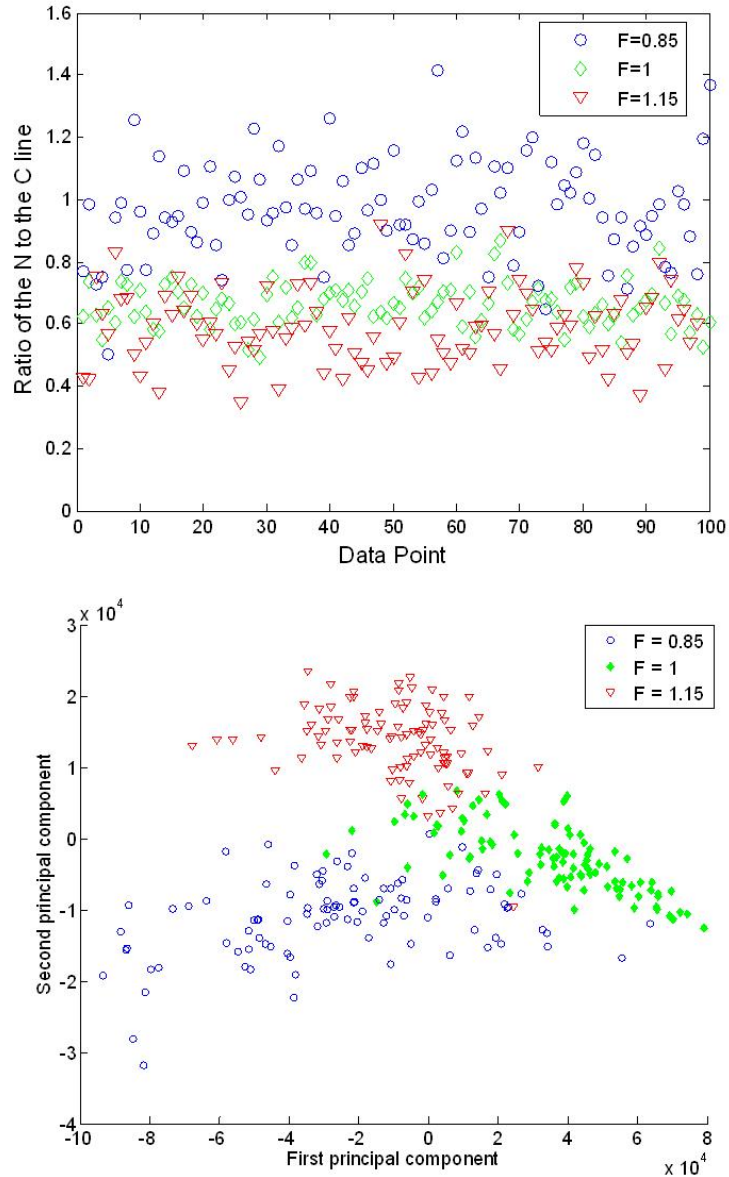 1.6
1.4
1.2
1
0.8
0.6
0.4
0.2
0
Ratio of the N to the C line
0 10 20 30 40 50 60 70 80 90 100
Data Point
F=0.85
F=1
F=1.15
x 10^4
3
2
1
0
-1
-2
-3
-4
Second principal component
-10 -8 -6 -4 -2 0 2 4 6 8
First principal component
x 10^4
F = 0.85
F = 1
F = 1.15